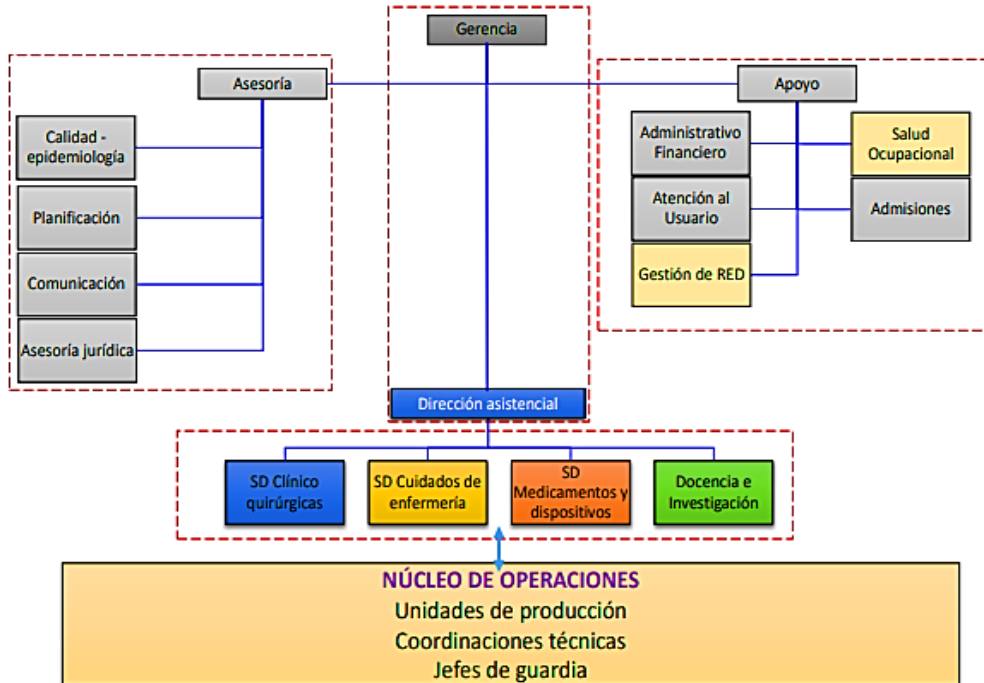 Gerencia
Asesoría
Calidad -
epidemiología
Planificación
Comunicación
Asesoría jurídica
Apoyo
Administrativo
Financiero
Salud
Ocupacional
Atención al
Usuario
Admisiones
Gestión de RED
Dirección asistencial
SD Clínico
quirúrgicas
SD Cuidados de
enfermería
SD
Medicamentos y
dispositivos
Docencia e
Investigación
NÚCLEO DE OPERACIONES
Unidades de producción
Coordinaciones técnicas
Jefes de guardia